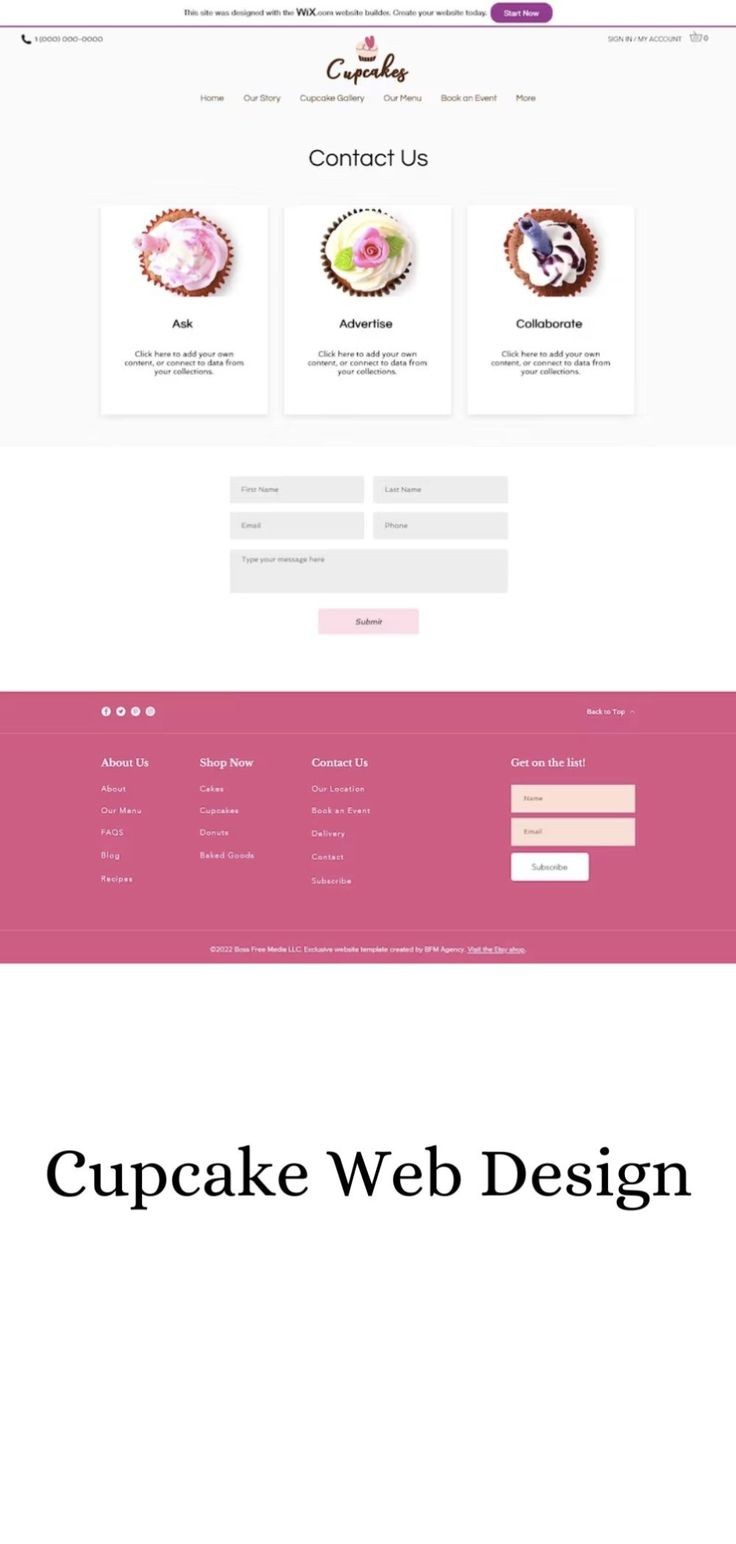 This site was designed with the WiX.com website builder. Create your website today. Start Now
1 (000) 000-0000
SIGN IN / MY ACCOUNT 0
Cupcakes
Home Our Story Cupcake Gallery Our Menu Book an Event More
Contact Us
Ask
Click here to add your own
content, or connect to data from
your collections.
Advertise
Click here to add your own
content, or connect to data from
your collections.
Collaborate
Click here to add your own
content, or connect to data from
your collections.
First Name Last Name
Email Phone
Type your message here
Submit
Back to Top
About Us
About
Our Menu
FAQS
Blog
Recipes
Shop Now
Cakes
Cupcakes
Donuts
Baked Goods
Contact Us
Our Location
Book an Event
Delivery
Contact
Subscribe
Get on the list!
Name
Email
Subscribe
©2022 Boss Free Media LLC. Exclusive website template created by BFM Agency. Visit the Etsy shop.
Cupcake Web Design